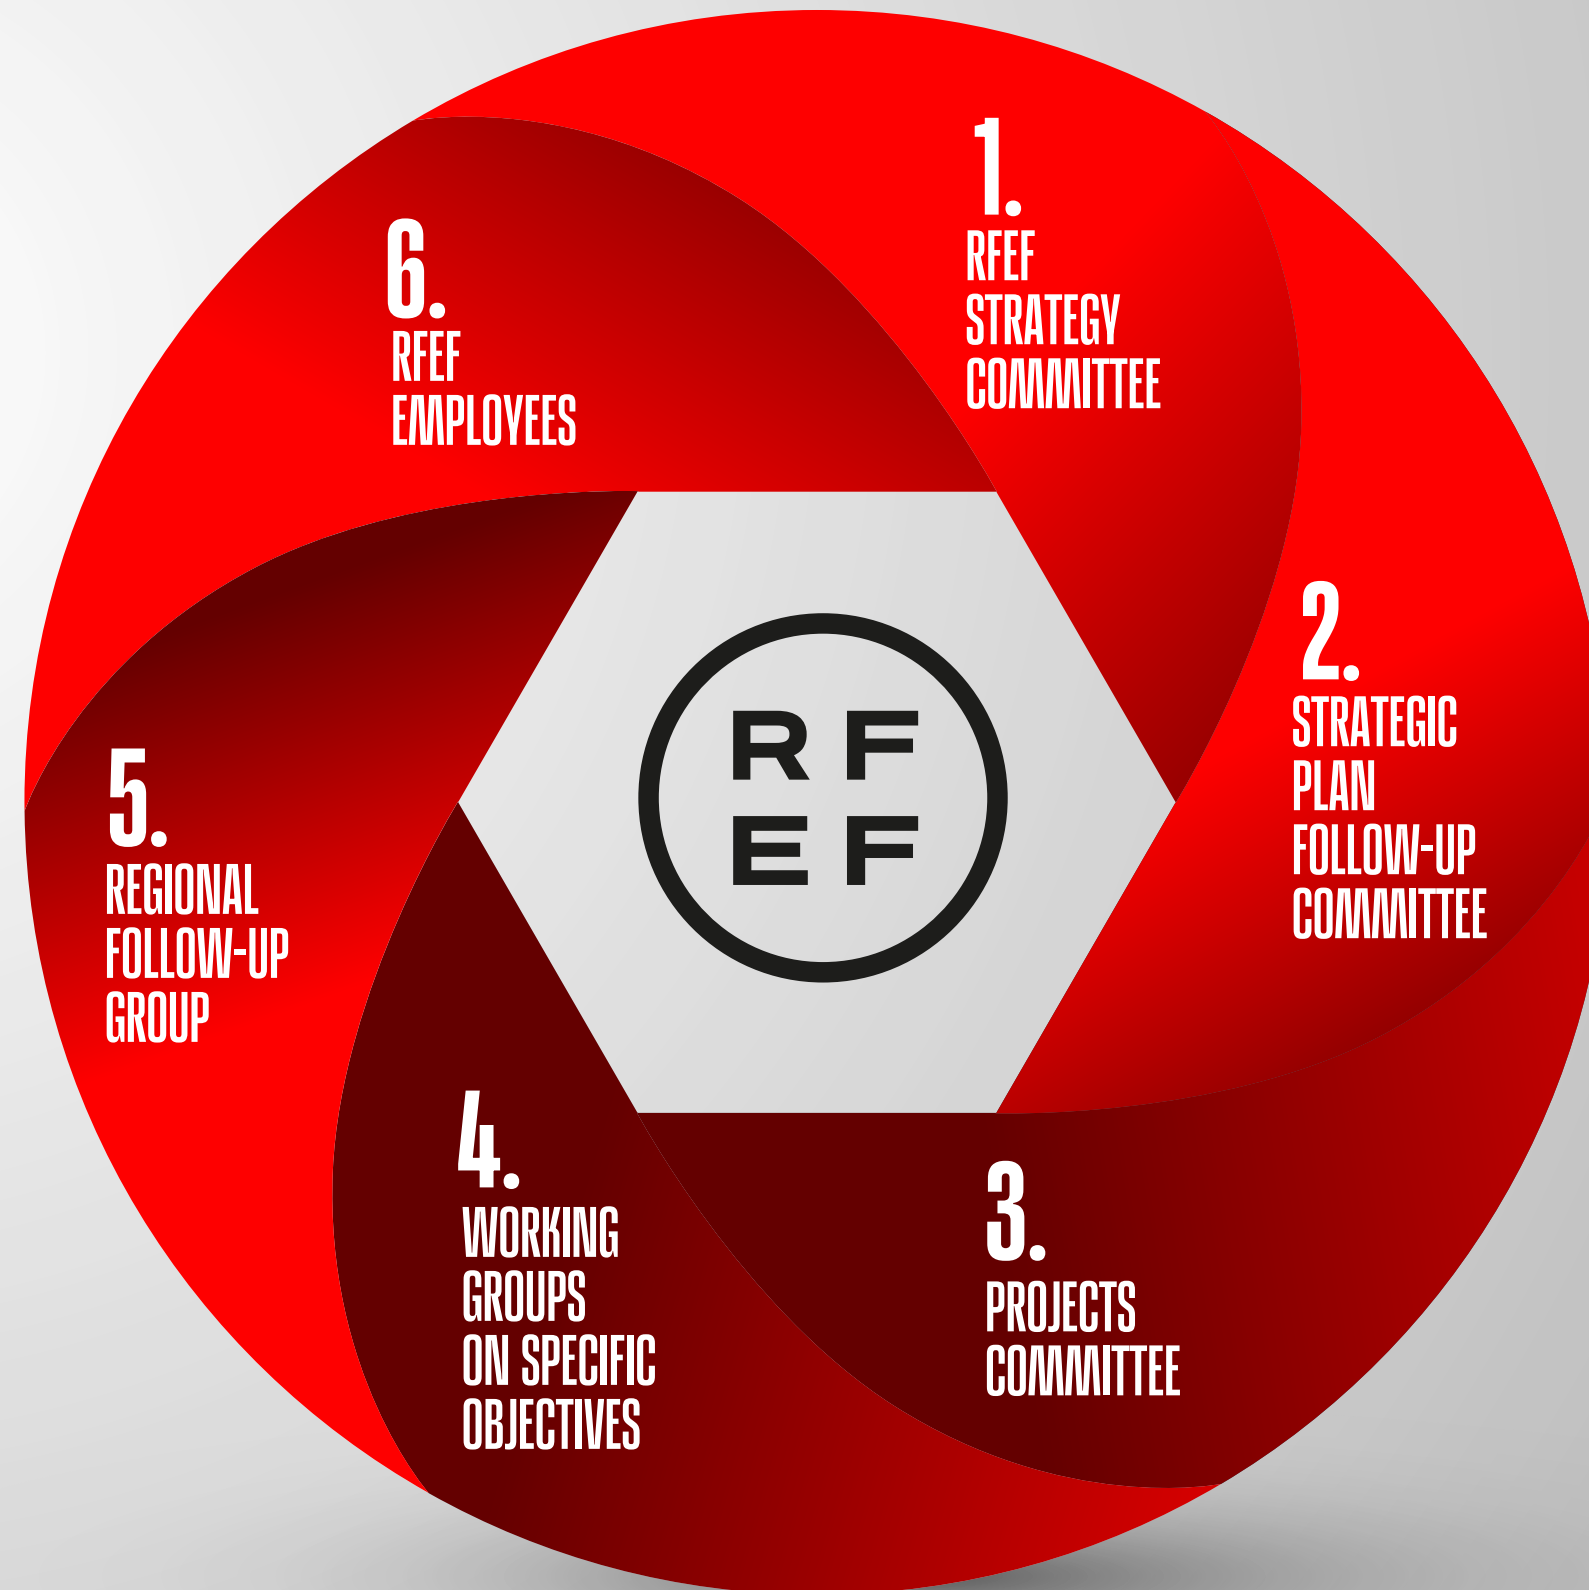 1.
RFEF
STRATEGY
COMMITTEE
2.
STRATEGIC
PLAN
FOLLOW-UP
COMMITTEE
3.
PROJECTS
COMMITTEE
4.
WORKING
GROUPS
ON SPECIFIC
OBJECTIVES
5.
REGIONAL
FOLLOW-UP
GROUP
6.
RFEF
EMPLOYEES
R F
E F